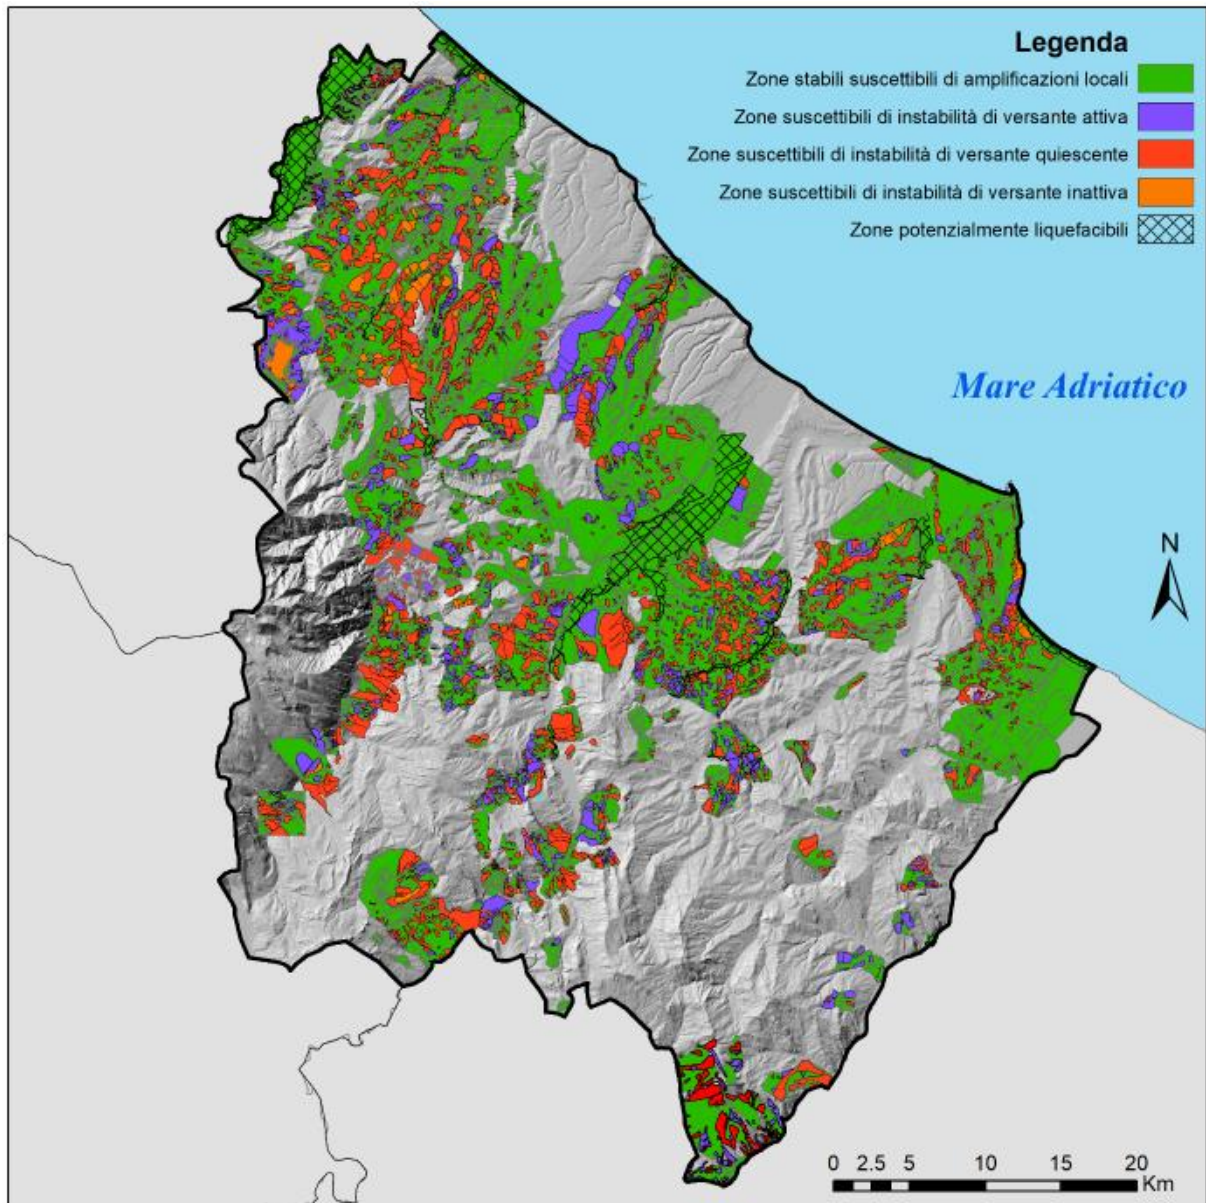 Legenda
Zone stabili suscettibili di amplificazioni locali
Zone suscettibili di instabilità di versante attiva
Zone suscettibili di instabilità di versante quiescente
Zone suscettibili di instabilità di versante inattiva
Zone potenzialmente liquefacibili
Mare Adriatico
N
0 2.5 5 10 15 20
Km